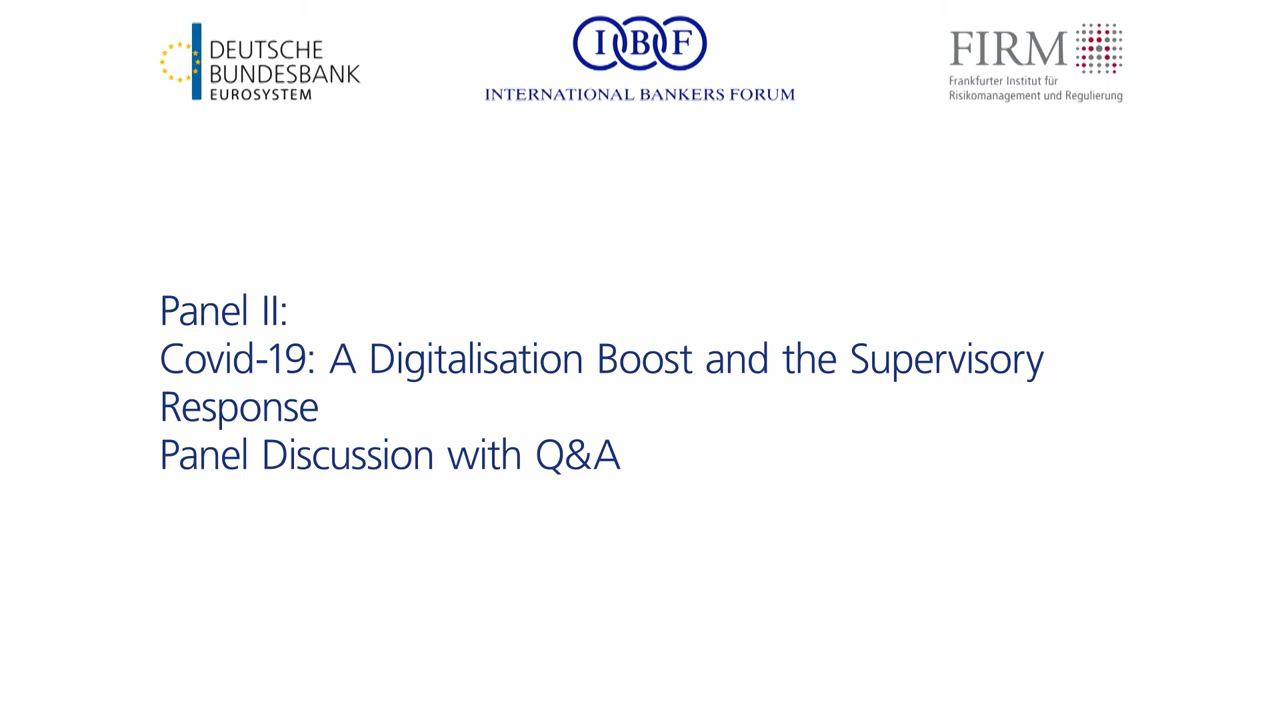 DEUTSCHE
BUNDESBANK
EUROSYSTEM
IBF
INTERNATIONAL BANKERS FORUM
FIRM
Frankfurter Institut für
Risikomanagement und Regulierung
Panel II:
Covid-19: A Digitalisation Boost and the Supervisory
Response
Panel Discussion with Q&A